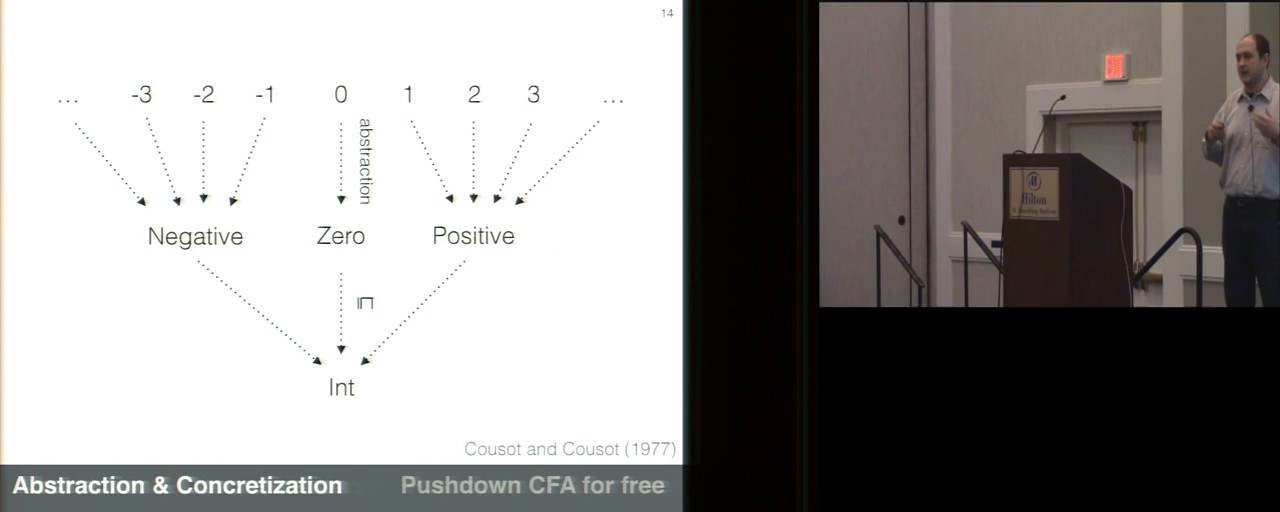 14
... -3 -2 -1 0 1 2 3 ...
abstraction
Negative Zero Positive
⊑
Int
Cousot and Cousot (1977)
Abstraction & Concretization Pushdown CFA for free
Hilton